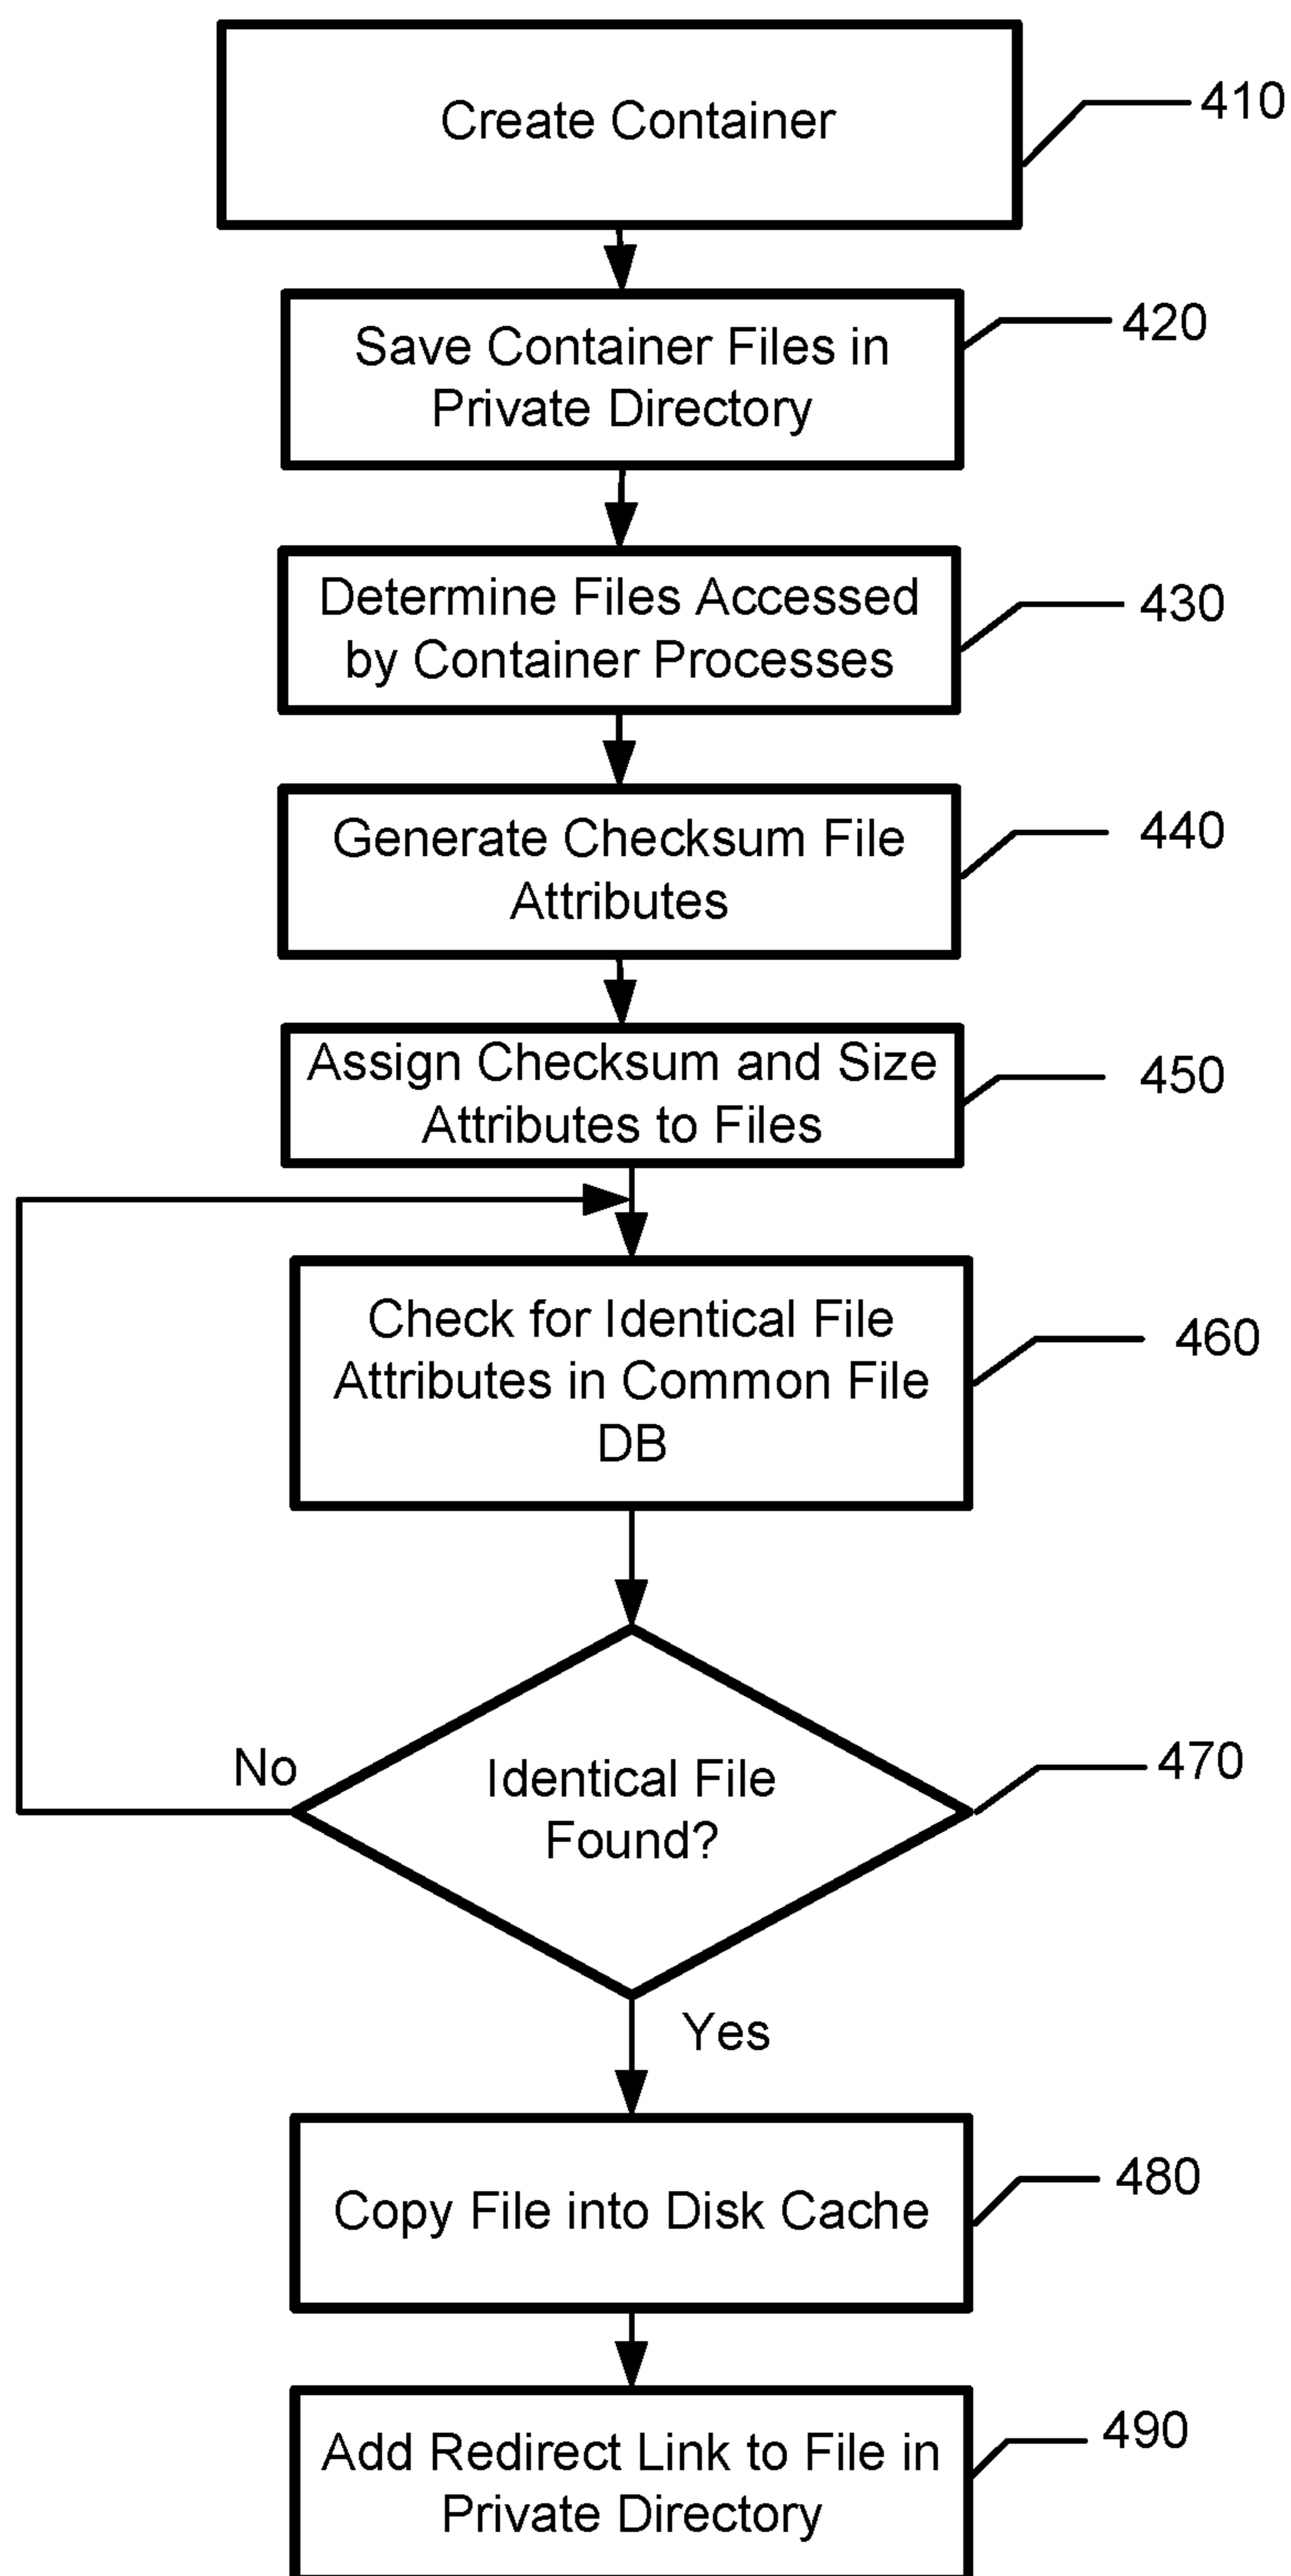 Create Container
410
Save Container Files in
Private Directory
420
Determine Files Accessed
by Container Processes
430
Generate Checksum File
Attributes
440
Assign Checksum and Size
Attributes to Files
450
Check for Identical File
Attributes in Common File
DB
460
Identical File
Found?
470
No
Yes
Copy File into Disk Cache
480
Add Redirect Link to File in
Private Directory
490